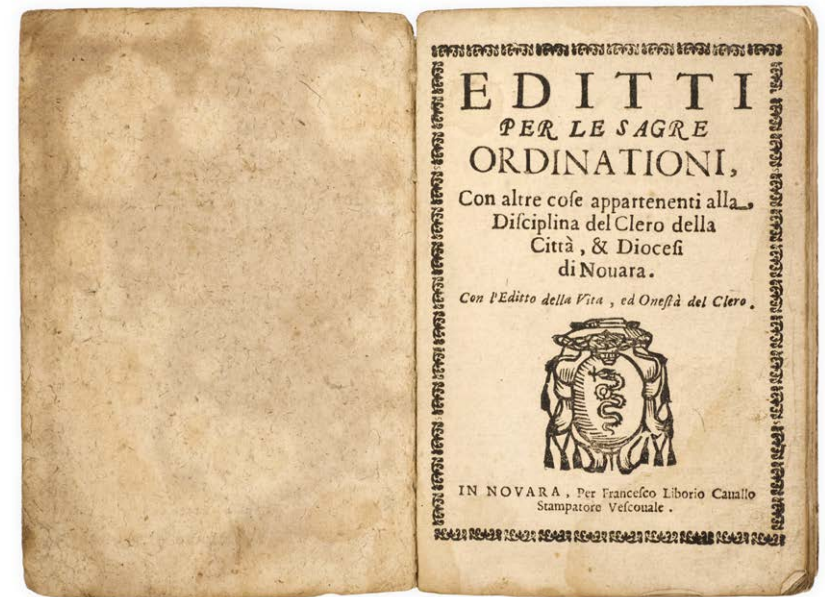 EDITTI
PER LE SAGRE
ORDINATIONI,
Con altre coſe appartenenti alla,
Diſciplina del Clero della
Città, & Dioceſi
di Nouara.
Con l'Editto della Vita, ed Oneſtà del Clero.
IN NOVARA, Per Franceſco Liborio Cauallo
Stampatore Veſcouale.